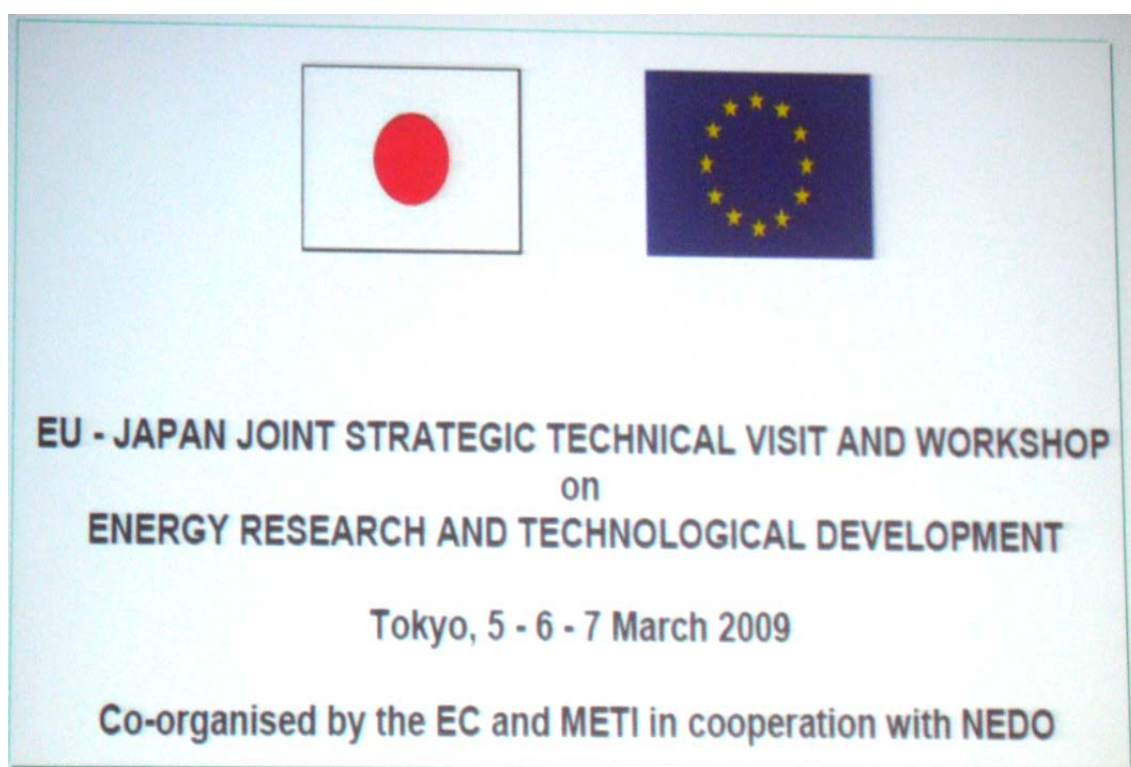 EU - JAPAN JOINT STRATEGIC TECHNICAL VISIT AND WORKSHOP
on
ENERGY RESEARCH AND TECHNOLOGICAL DEVELOPMENT
Tokyo, 5 - 6 - 7 March 2009
Co-organised by the EC and METI in cooperation with NEDO